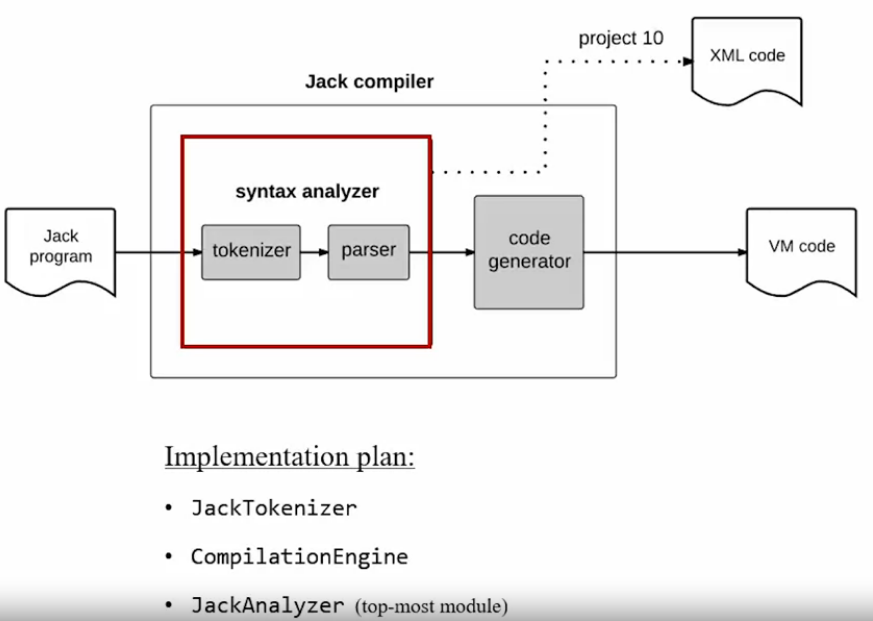 project 10
XML code
Jack compiler
syntax analyzer
Jack
program
tokenizer
parser
code
generator
VM code
Implementation plan:
• JackTokenizer
• CompilationEngine
• JackAnalyzer (top-most module)